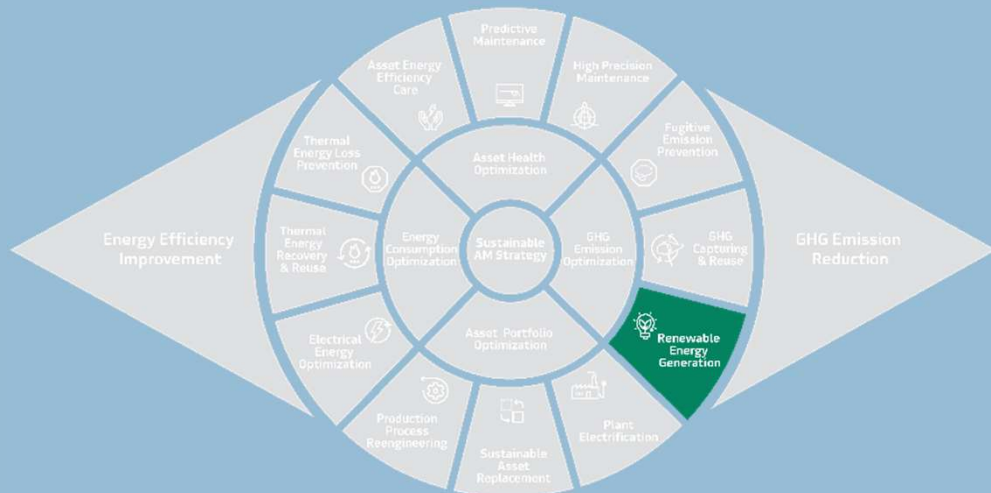 Predictive
Maintenance
Asset Energy
Efficiency
Care
High Precision
Maintenance
Thermal
Energy Loss
Prevention
Fugitive
Emission
Prevention
Asset Health
Optimization
Energy Efficiency
Improvement
Thermal
Energy
Recovery
& Reuse
Energy
Consumption
Optimization
Sustainable
AM Strategy
GHG
Emission
Optimization
GHG
Capturing
& Reuse
GHG Emission
Reduction
Electrical
Energy
Optimization
Asset Portfolio
Optimization
Renewable
Energy
Generation
Production
Process
Reengineering
Sustainable
Asset
Replacement
Plant
Electrification